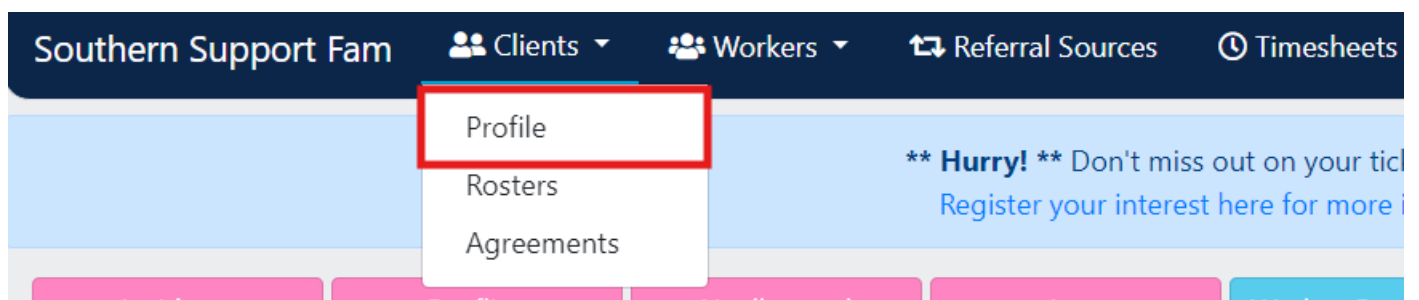 Southern Support Fam Clients Workers Referral Sources Timesheets
Profile
** Hurry! ** Don't miss out on your
Rosters
Register your interest here for more
Agreements